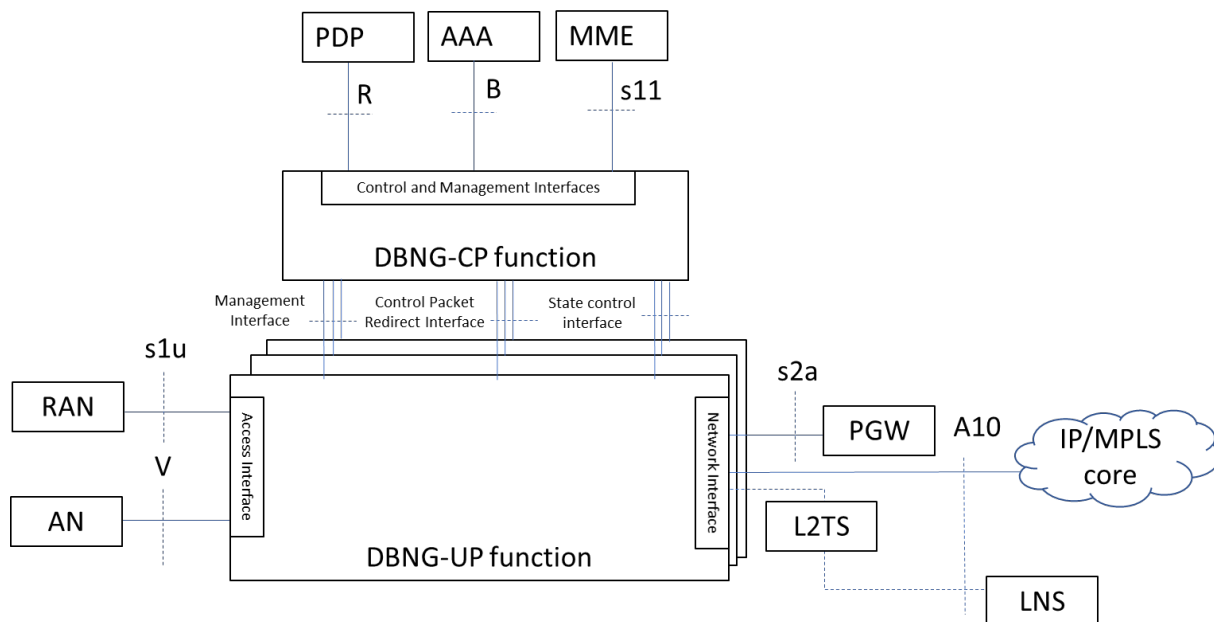 PDP
AAA
MME
R
B
s11
Control and Management Interfaces
DBNG-CP function
Management
Interface
Control Packet
Redirect Interface
State control
interface
s1u
s2a
RAN
Access Interface
Network Interface
PGW
A10
IP/MPLS
core
V
AN
L2TS
DBNG-UP function
LNS